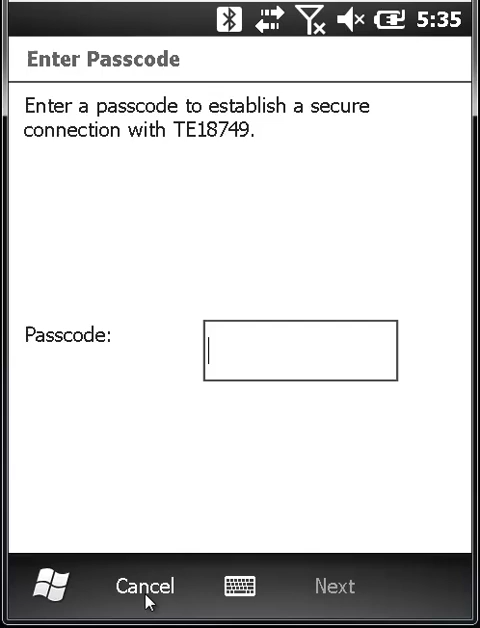 5:35
Enter Passcode
Enter a passcode to establish a secure
connection with TE18749.
Passcode:
Cancel
Next